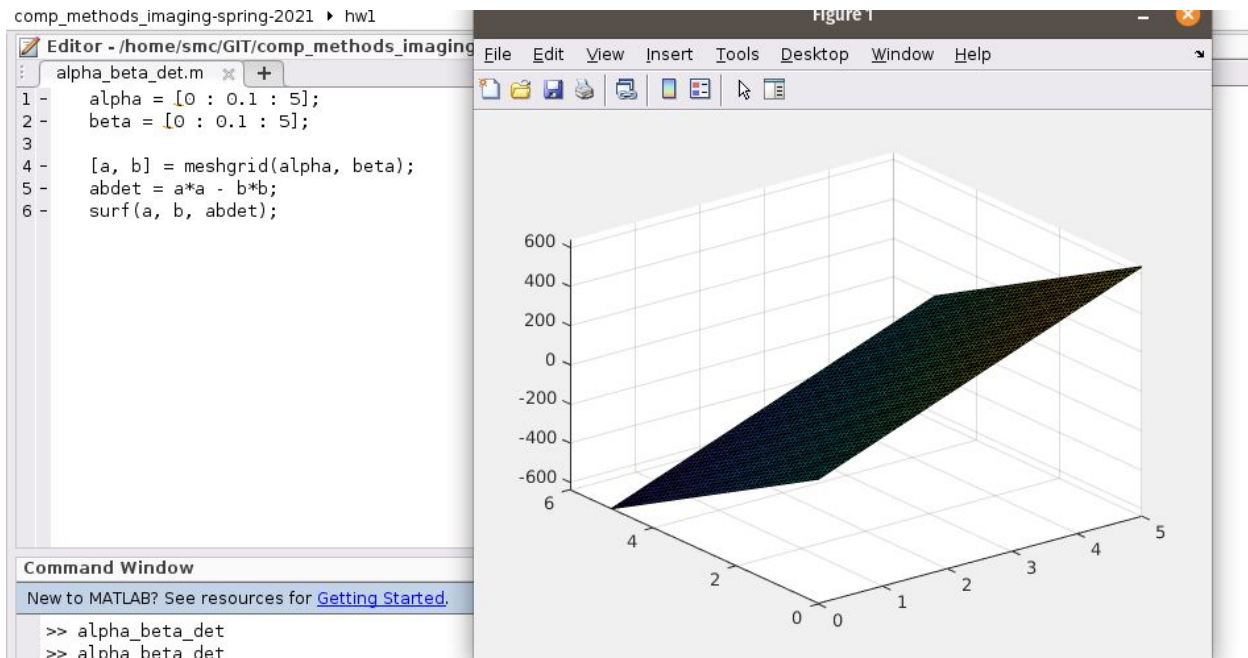 comp_methods_imaging-spring-2021 ▸ hw1
Figure 1
Editor - /home/smc/GIT/comp_methods_imaging
File Edit View Insert Tools Desktop Window Help
alpha_beta_det.m
1 - alpha = [0 : 0.1 : 5];
2 - beta = [0 : 0.1 : 5];
3
4 - [a, b] = meshgrid(alpha, beta);
5 - abdet = a*a - b*b;
6 - surf(a, b, abdet);
600
400
200
0
-200
-400
-600
6
4
2
0
0
1
2
3
4
5
Command Window
New to MATLAB? See resources for Getting Started.
>> alpha_beta_det
>> alpha_beta_det